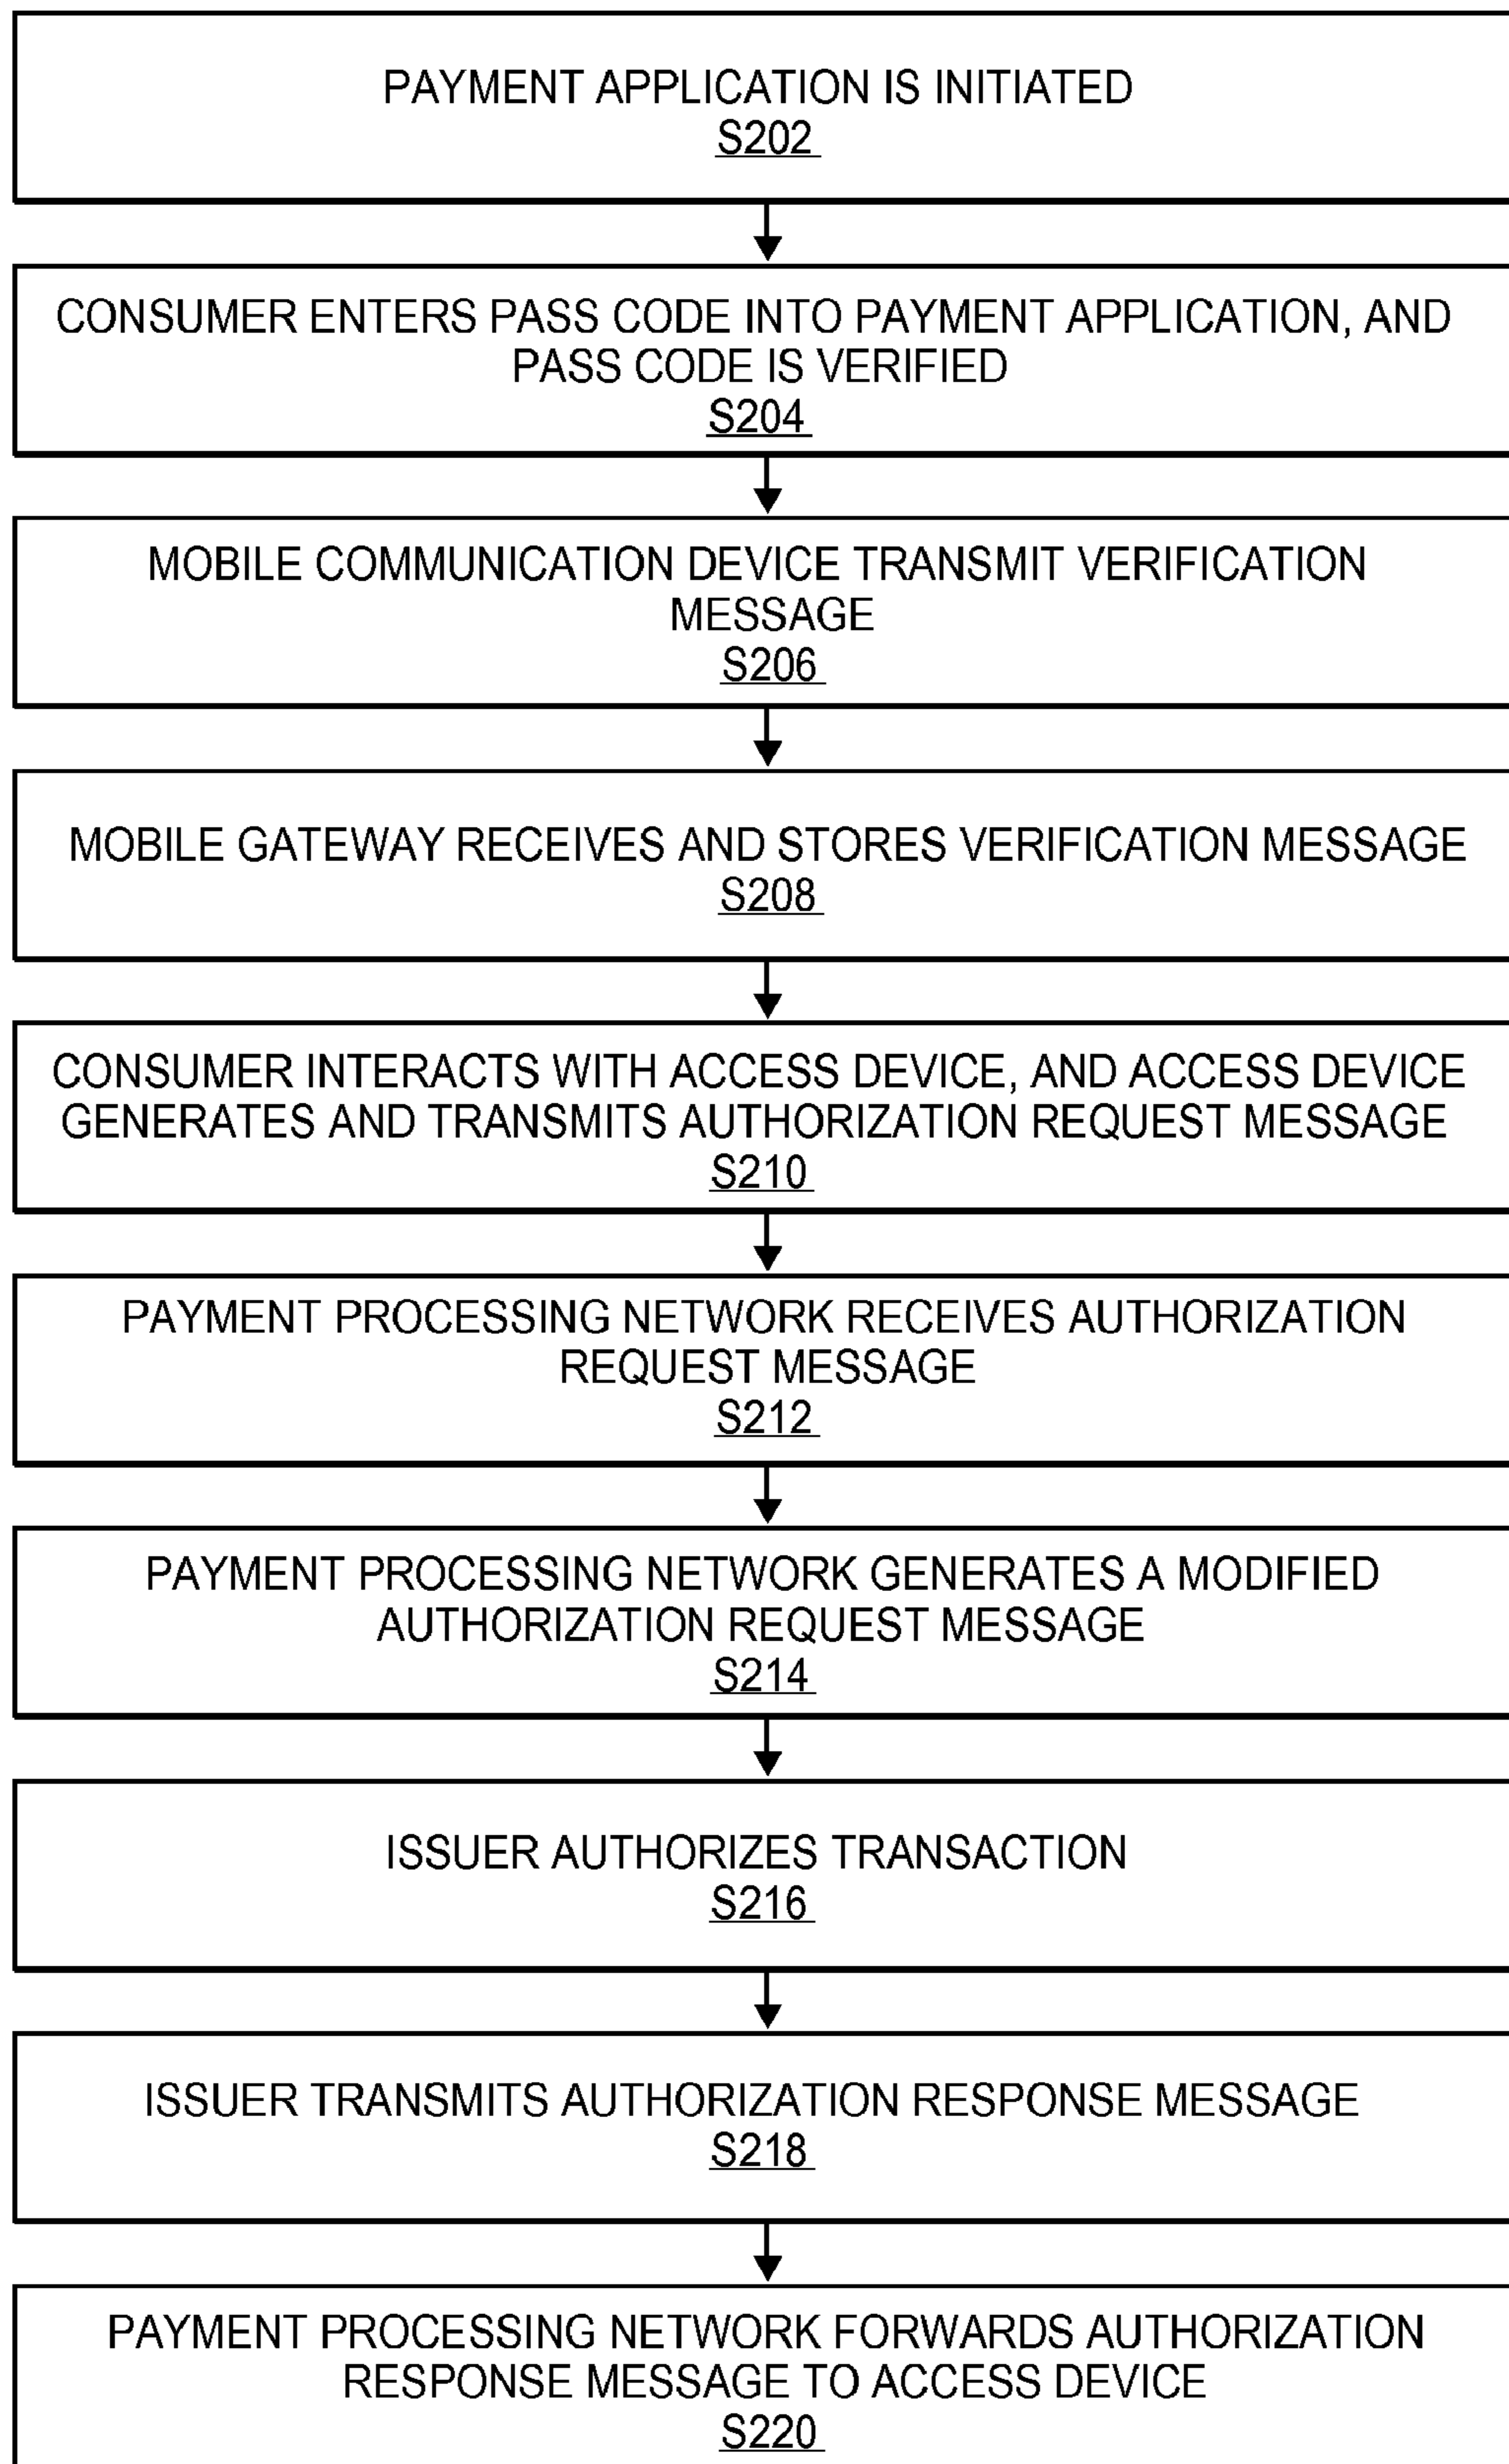 PAYMENT APPLICATION IS INITIATED
S202
CONSUMER ENTERS PASS CODE INTO PAYMENT APPLICATION, AND
PASS CODE IS VERIFIED
S204
MOBILE COMMUNICATION DEVICE TRANSMIT VERIFICATION
MESSAGE
S206
MOBILE GATEWAY RECEIVES AND STORES VERIFICATION MESSAGE
S208
CONSUMER INTERACTS WITH ACCESS DEVICE, AND ACCESS DEVICE
GENERATES AND TRANSMITS AUTHORIZATION REQUEST MESSAGE
S210
PAYMENT PROCESSING NETWORK RECEIVES AUTHORIZATION
REQUEST MESSAGE
S212
PAYMENT PROCESSING NETWORK GENERATES A MODIFIED
AUTHORIZATION REQUEST MESSAGE
S214
ISSUER AUTHORIZES TRANSACTION
S216
ISSUER TRANSMITS AUTHORIZATION RESPONSE MESSAGE
S218
PAYMENT PROCESSING NETWORK FORWARDS AUTHORIZATION
RESPONSE MESSAGE TO ACCESS DEVICE
S220